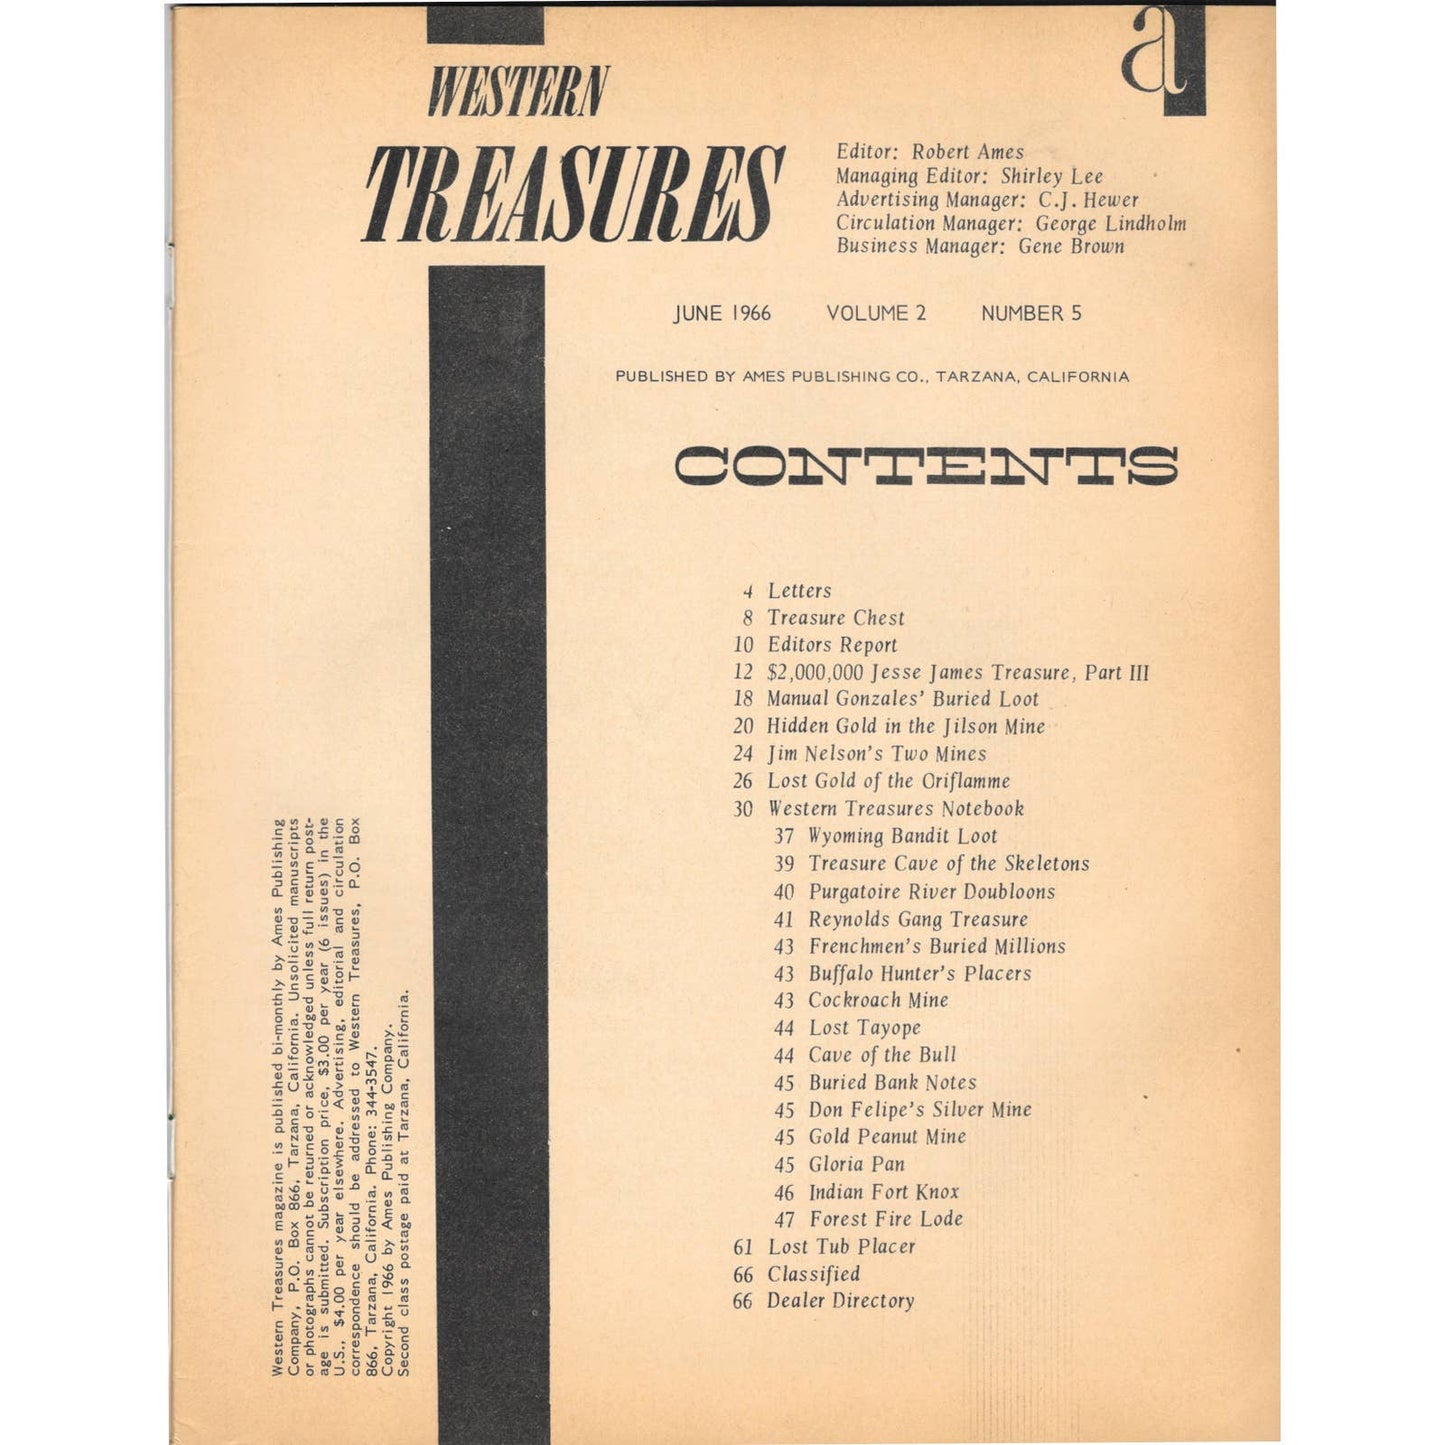 a
WESTERN
TREASURES
Editor: Robert Ames
Managing Editor: Shirley Lee
Advertising Manager: C.J. Hewer
Circulation Manager: George Lindholm
Business Manager: Gene Brown
JUNE 1966 VOLUME 2 NUMBER 5
PUBLISHED BY AMES PUBLISHING CO., TARZANA, CALIFORNIA
CONTENTS
4 Letters
8 Treasure Chest
10 Editors Report
12 $2,000,000 Jesse James Treasure, Part III
18 Manual Gonzales' Buried Loot
20 Hidden Gold in the Jilson Mine
24 Jim Nelson's Two Mines
26 Lost Gold of the Oriflamme
30 Western Treasures Notebook
37 Wyoming Bandit Loot
39 Treasure Cave of the Skeletons
40 Purgatoire River Doubloons
41 Reynolds Gang Treasure
43 Frenchmen's Buried Millions
43 Buffalo Hunter's Placers
43 Cockroach Mine
44 Lost Tayope
44 Cave of the Bull
45 Buried Bank Notes
45 Don Felipe's Silver Mine
45 Gold Peanut Mine
45 Gloria Pan
46 Indian Fort Knox
47 Forest Fire Lode
61 Lost Tub Placer
66 Classified
66 Dealer Directory
Western Treasures magazine is published bi-monthly by Ames Publishing
Company, P.O. Box 866, Tarzana, California. Unsolicited manuscripts
or photographs cannot be returned or acknowledged unless full return post-
age is submitted. Subscription price, $3.00 per year (6 issues) in the
U.S., $4.00 per year elsewhere. Advertising, editorial and circulation
correspondence should be addressed to Western Treasures, P.O. Box
866, Tarzana, California. Phone: 344-3547.
Copyright 1966 by Ames Publishing Company.
Second class postage paid at Tarzana, California.